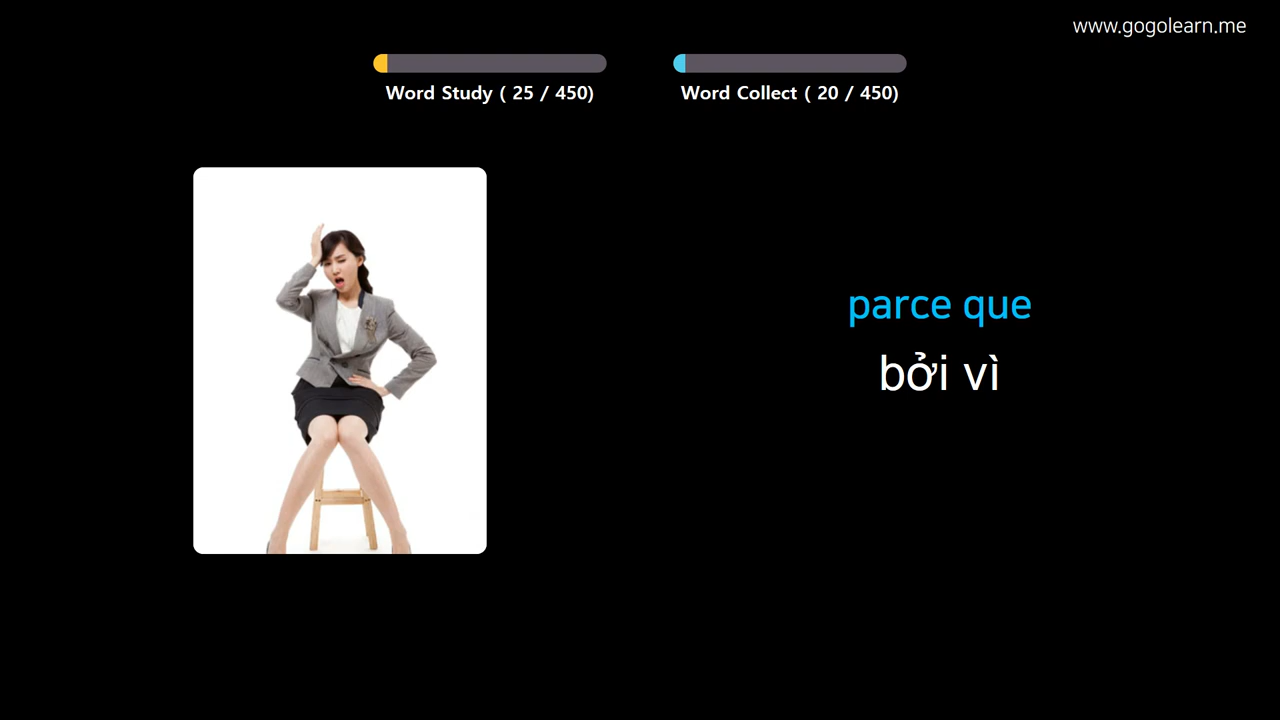 www.gogolearn.me
Word Study ( 25 / 450)
Word Collect ( 20 / 450)
parce que
bởi vì